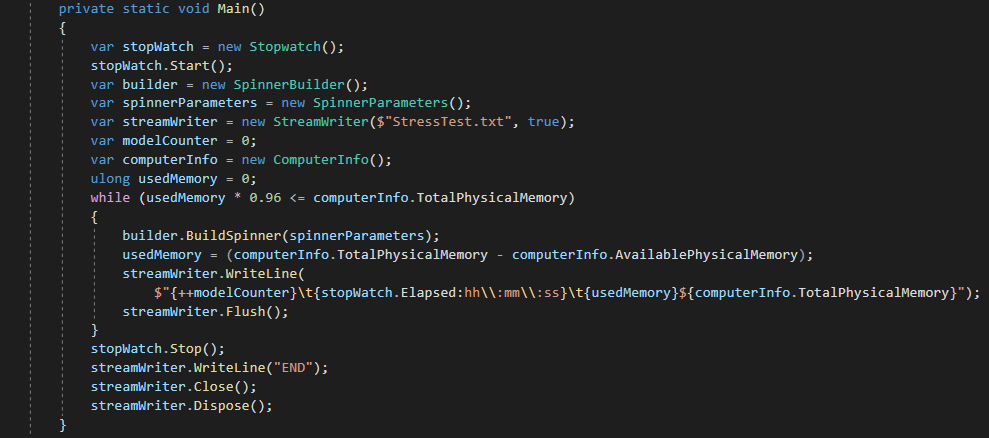 private static void Main()
{
var stopWatch = new Stopwatch();
stopWatch.Start();
var builder = new SpinnerBuilder();
var spinnerParameters = new SpinnerParameters();
var streamWriter = new StreamWriter($"StressTest.txt", true);
var modelCounter = 0;
var computerInfo = new ComputerInfo();
ulong usedMemory = 0;
while (usedMemory * 0.96 <= computerInfo.TotalPhysicalMemory)
{
builder.BuildSpinner(spinnerParameters);
usedMemory = (computerInfo.TotalPhysicalMemory - computerInfo.AvailablePhysicalMemory);
streamWriter.WriteLine(
$"{++modelCounter}\t{stopWatch.Elapsed:hh\\:mm\\:ss}\t{usedMemory}${computerInfo.TotalPhysicalMemory}");
streamWriter.Flush();
}
stopWatch.Stop();
streamWriter.WriteLine("END");
streamWriter.Close();
streamWriter.Dispose();
}